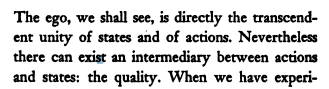 The ego, we shall see, is directly the transcend-
ent unity of states and of actions. Nevertheless
there can exist an intermediary between actions
and states: the quality. When we have experi-